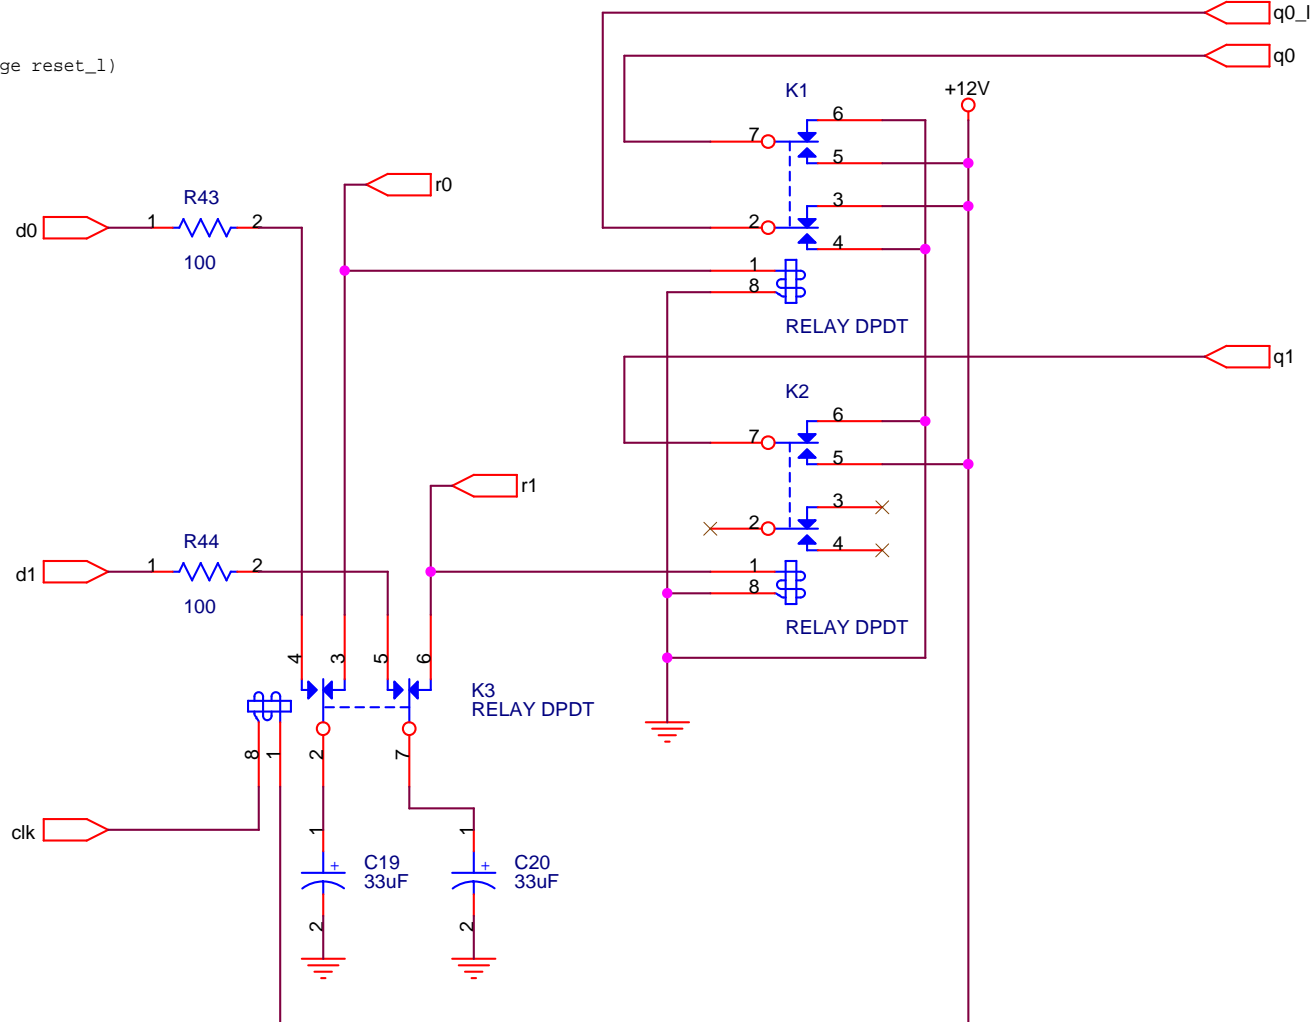 q0_l
q0
ge reset_l)
+12V
K1
6
7
5
r0
R43
3
d0
1
2
2
4
100
1
8
RELAY DPDT
q1
K2
6
7
5
r1
3
2
R44
4
d1
1
2
1
8
100
RELAY DPDT
4
3
5
6
K3
RELAY DPDT
8
1
2
7
clk
1
1
+
C19
33uF
+
C20
33uF
2
2